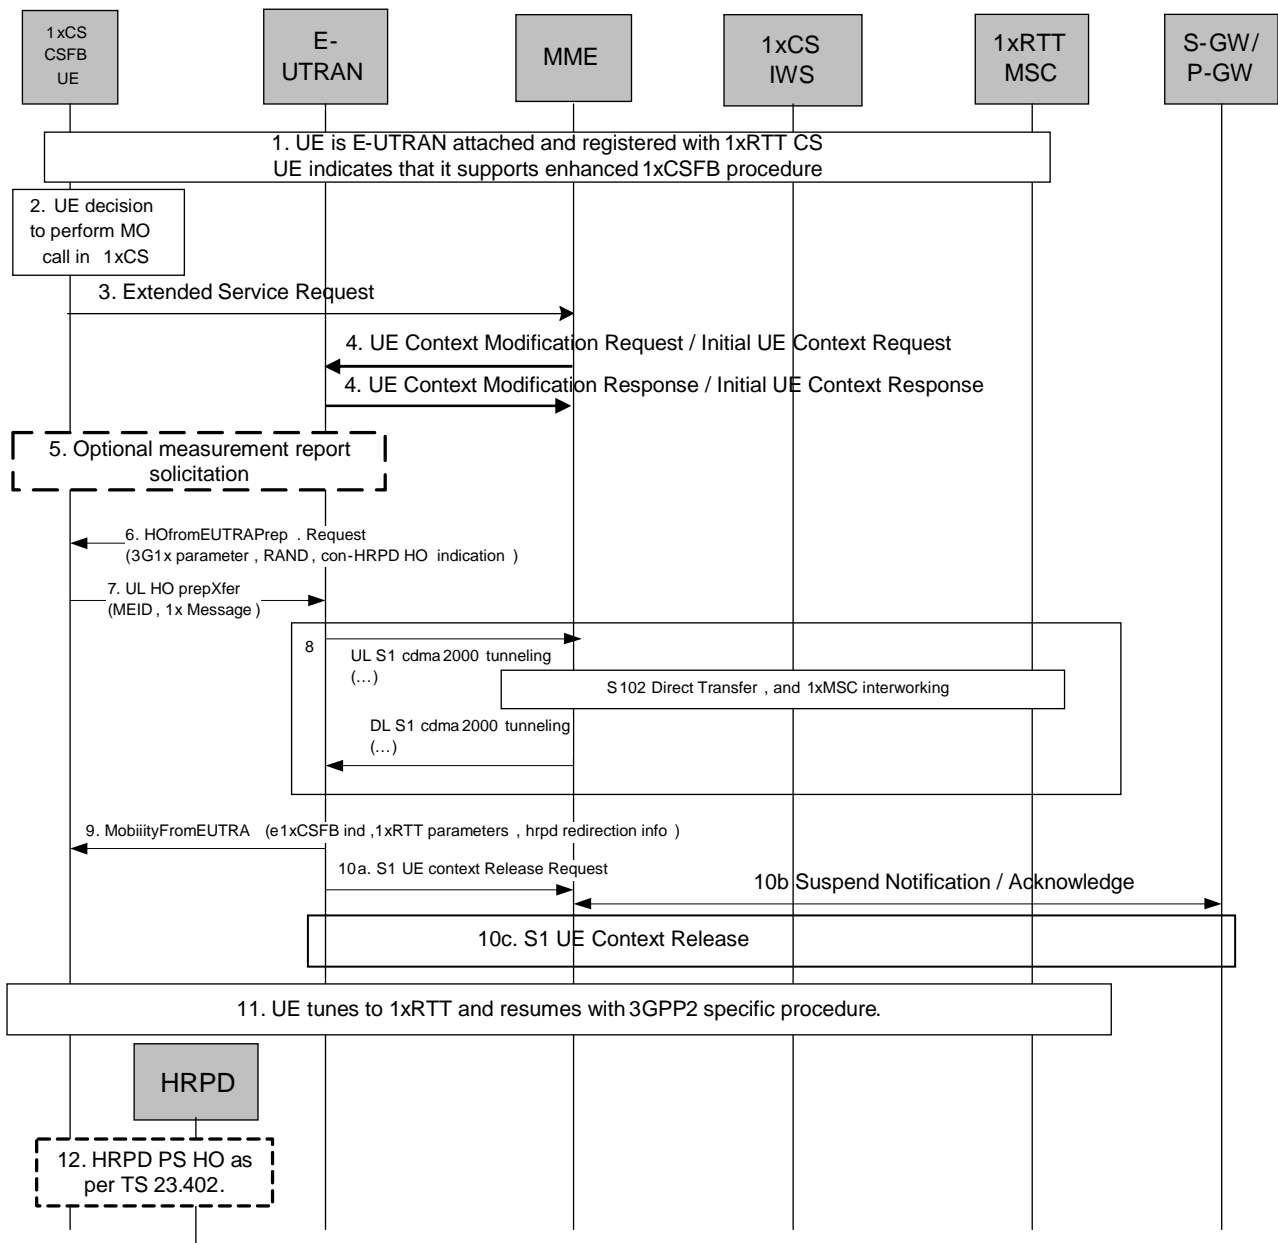 1xCS
CSFB
UE
E-
UTRAN
MME
1xCS
IWS
1xRTT
MSC
S-GW/
P-GW
1. UE is E-UTRAN attached and registered with 1xRTT CS
UE indicates that it supports enhanced 1xCSFB procedure
2. UE decision
to perform MO
call in 1xCS
3. Extended Service Request
4. UE Context Modification Request / Initial UE Context Request
4. UE Context Modification Response / Initial UE Context Response
5. Optional measurement report
solicitation
6. HOfromEUTRAPrep . Request
(3G1x parameter , RAND , con-HRPD HO indication )
7. UL HO prepXfer
(MEID , 1x Message )
8
UL S1 cdma2000 tunneling
(...)
S102 Direct Transfer , and 1xMSC interworking
DL S1 cdma2000 tunneling
(...)
9. MobiiityFromEUTRA (e1xCSFB ind ,1xRTT parameters , hrpd redirection info )
10a. S1 UE context Release Request
10b Suspend Notification / Acknowledge
10c. S1 UE Context Release
11. UE tunes to 1xRTT and resumes with 3GPP2 specific procedure.
HRPD
12. HRPD PS HO as
per TS 23.402.